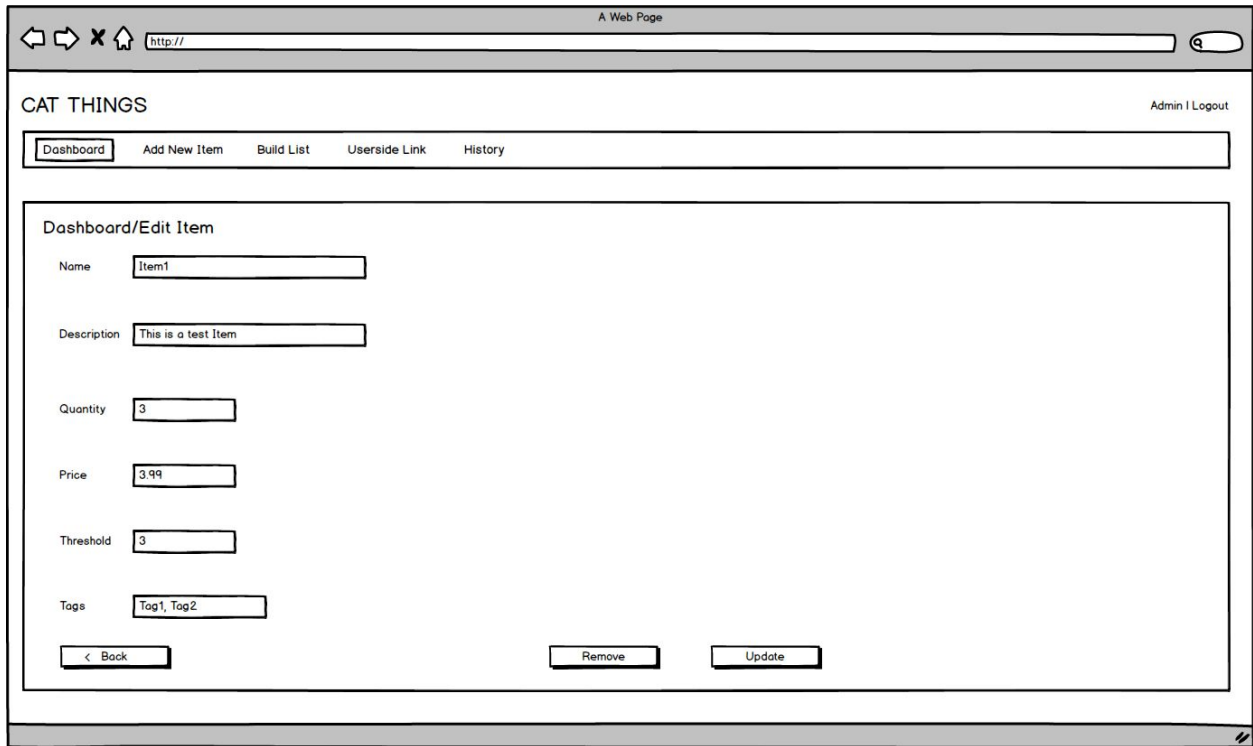 A Web Page
http://
CAT THINGS
Admin | Logout
Dashboard Add New Item Build List Userside Link History
Dashboard/Edit Item
Name Item1
Description This is a test Item
Quantity 3
Price 3.99
Threshold 3
Tags Tag1, Tag2
< Back Remove Update